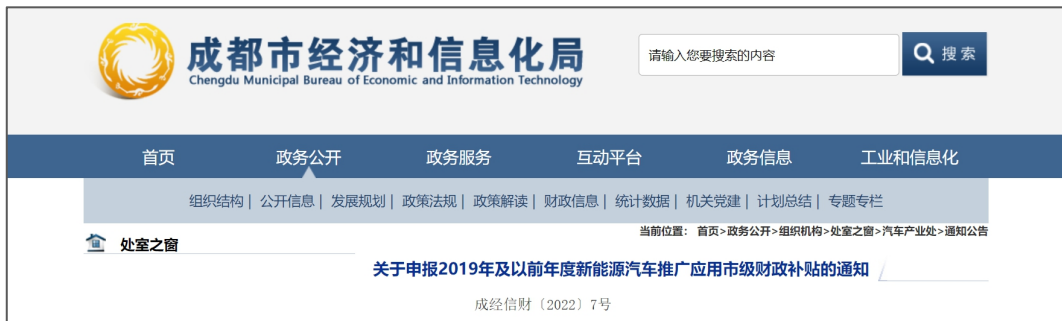 成都市经济和信息化局
Chengdu Municipal Bureau of Economic and Information Technology
请输入您要搜索的内容
搜索
首页 政务公开 政务服务 互动平台 政务信息 工业和信息化
组织结构| 公开信息| 发展规划| 政策法规| 政策解读| 财政信息| 统计数据| 机关党建| 计划总结| 专题专栏
当前位置： 首页>政务公开>组织机构>处室之窗>汽车产业处>通知公告
处室之窗
关于申报2019年及以前年度新能源汽车推广应用市级财政补贴的通知
成经信财〔2022〕7号